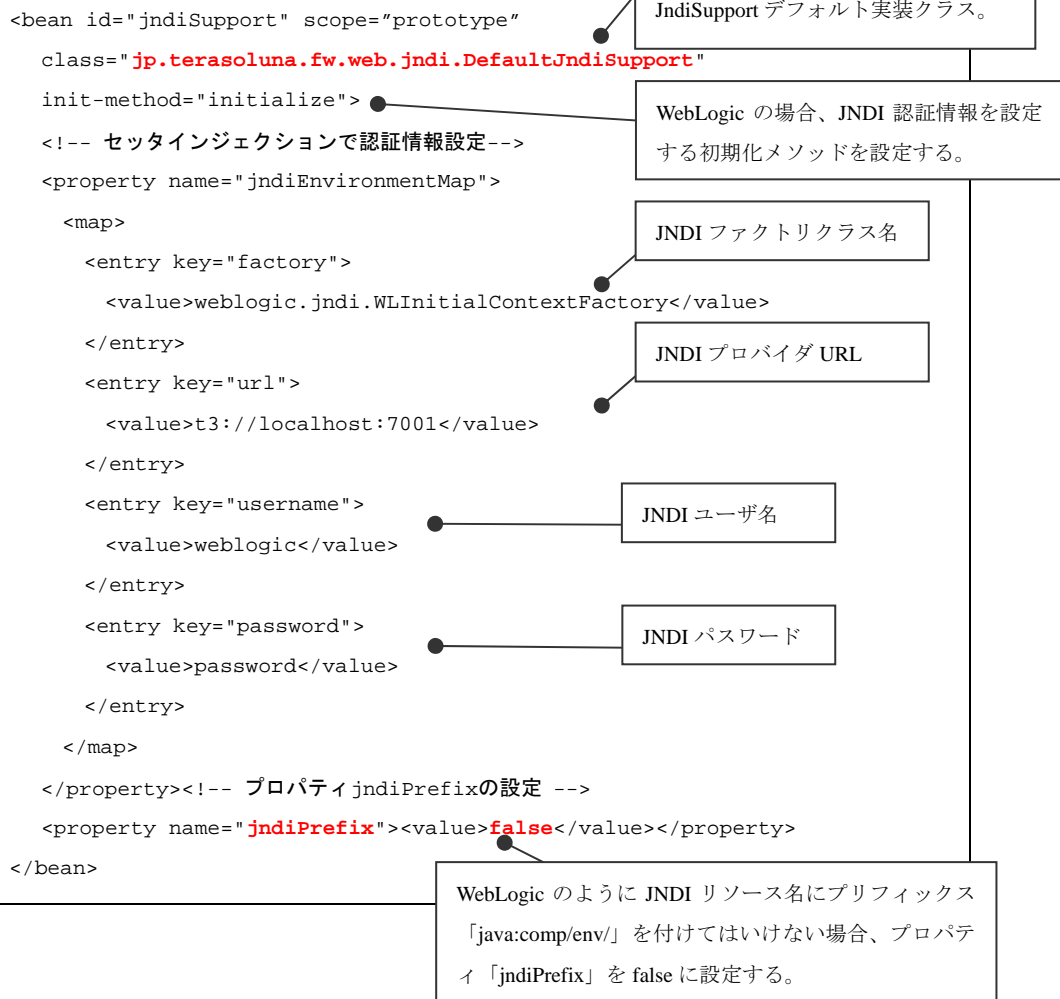 <bean id="jndiSupport" scope=”prototype”
JndiSupport デフォルト実装クラス。
class="jp.terasoluna.fw.web.jndi.DefaultJndiSupport"
init-method="initialize">
WebLogic の場合、JNDI 認証情報を設定
する初期化メソッドを設定する。
<!-- セッタインジェクションで認証情報設定-->
<property name="jndiEnvironmentMap">
<map>
JNDI ファクトリクラス名
<entry key="factory">
<value>weblogic.jndi.WLInitialContextFactory</value>
</entry>
JNDI プロバイダ URL
<entry key="url">
<value>t3://localhost:7001</value>
</entry>
<entry key="username">
JNDI ユーザ名
<value>weblogic</value>
</entry>
<entry key="password">
JNDI パスワード
<value>password</value>
</entry>
</map>
</property><!-- プロパティjndiPrefixの設定 -->
<property name="jndiPrefix"><value>false</value></property>
</bean>
WebLogic のように JNDI リソース名にプリフィックス
「java:comp/env/」を付けてはいけない場合、プロパテ
ィ「jndiPrefix」を false に設定する。